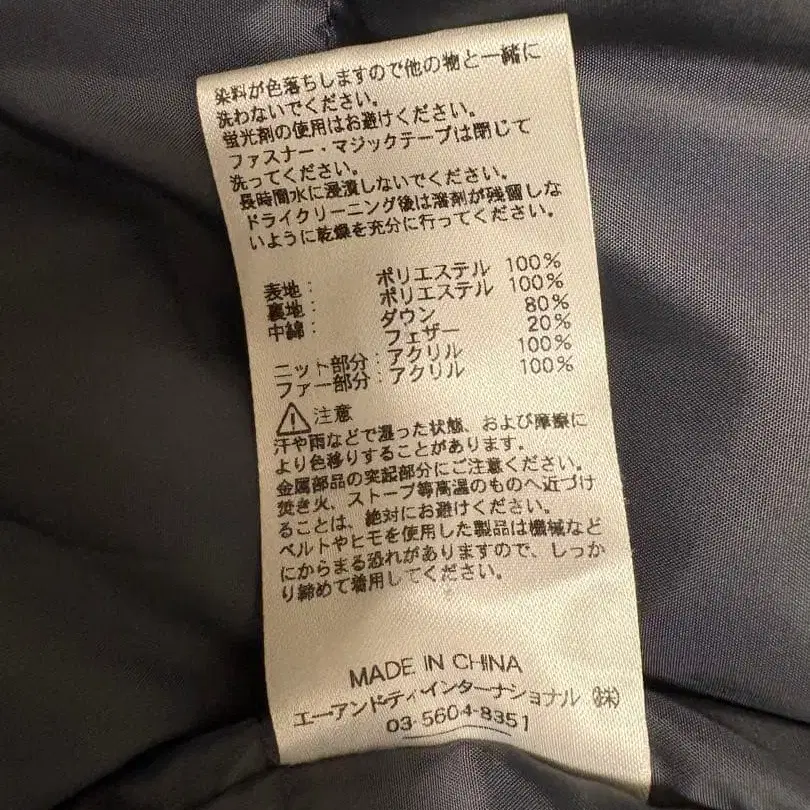 染料が色落ちしますので他の物と一緒に
洗わないでください。
蛍光剤の使用はお避けください。
ファスナー・マジックテープは閉じて
洗ってください。
長時間水に浸漬しないでください。
ドライクリーニング後は溶剤が残留しな
いように乾燥を充分に行ってください。
表地： ポリエステル 100%
裏地： ポリエステル 100%
中綿： ダウン 80%
フェザー 20%
ニット部分：アクリル 100%
ファー部分：アクリル 100%
注意
汗や雨などで湿った状態、および摩擦に
より色移りすることがあります。
金属部品の突起部分にご注意ください。
焚き火、ストーブ等高温のものへ近づけ
ることは、絶対にお避けください。
ベルトやヒモを使用した製品は機械など
にからまる恐れがありますので、しっか
り締めて着用してください。
MADE IN CHINA
エーアンドティインターナショナル（株）
03-5604-8351